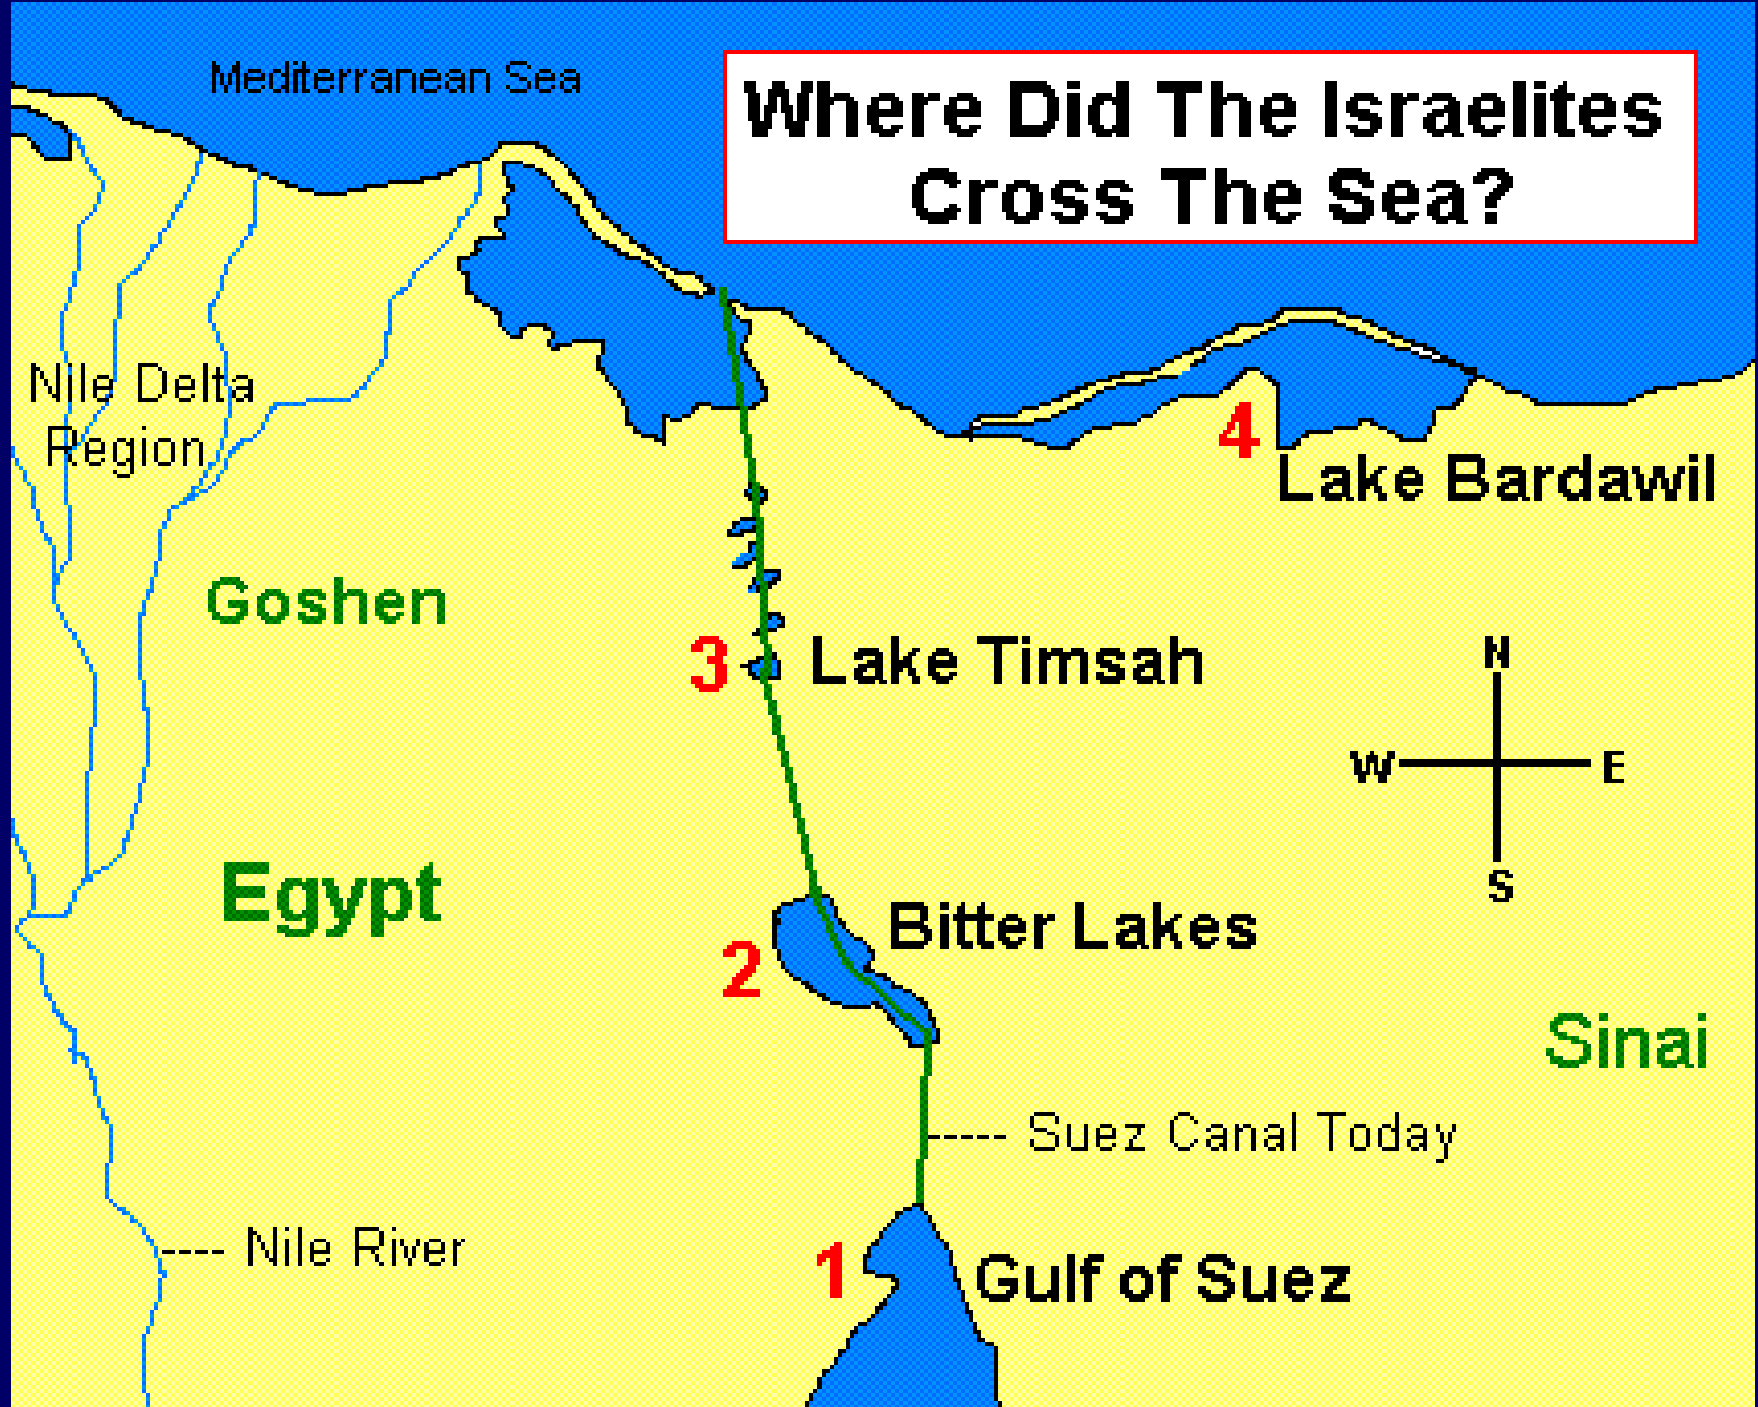 Mediterranean Sea
Where Did The Israelites
Cross The Sea?
Nile Delta
Region
4
Lake Bardawil
Goshen
3
Lake Timsah
N
W
E
S
Egypt
2
Bitter Lakes
Sinai
Suez Canal Today
Nile River
1
Gulf of Suez